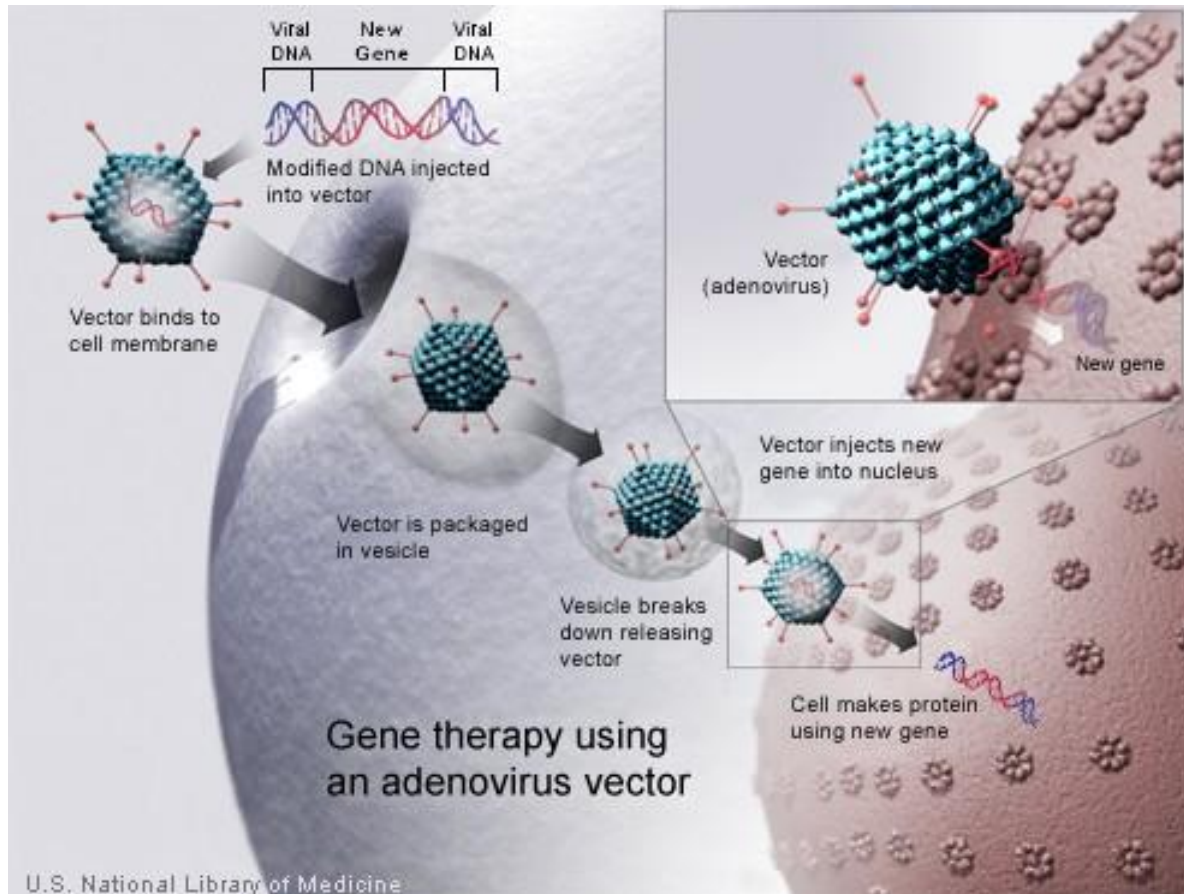 Viral DNA
New Gene
Viral DNA
Modified DNA injected
into vector
Vector binds to
cell membrane
Vector
(adenovirus)
New gene
Vector injects new
gene into nucleus
Vector is packaged
in vesicle
Vesicle breaks
down releasing
vector
Cell makes protein
using new gene
Gene therapy using
an adenovirus vector
U.S. National Library of Medicine